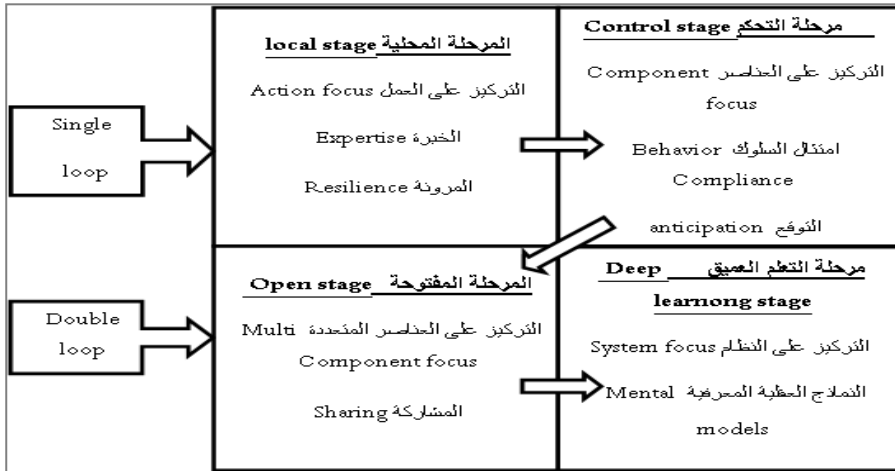 Single
loop
المرحلة المحلية local stage
التركيز على العمل Action focus
الخبرة Expertise
المرونة Resilience
مرحلة التحكم Control stage
التركيز على العناصر Component
focus
امتثال السلوك Behavior
Compliance
التوقع anticipation
Double
loop
المرحلة المفتوحة Open stage
التركيز على العناصر المتعددة Multi
Component focus
المشاركة Sharing
مرحلة التعلم العميق Deep
learnong stage
التركيز على النظام System focus
النماذج العقلية المعرفية Mental
models